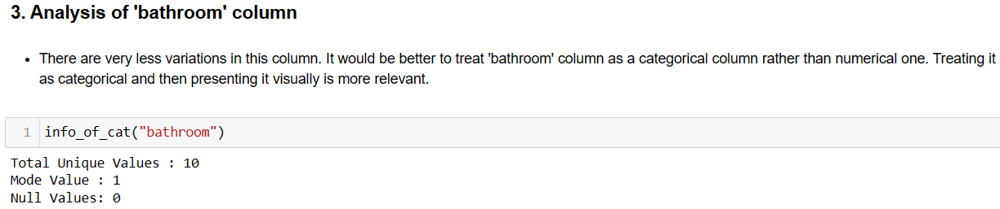 3. Analysis of 'bathroom' column
• There are very less variations in this column. It would be better to treat 'bathroom' column as a categorical column rather than numerical one. Treating it
as categorical and then presenting it visually is more relevant.
1 info_of_cat("bathroom")
Total Unique Values : 10
Mode Value : 1
Null Values: 0